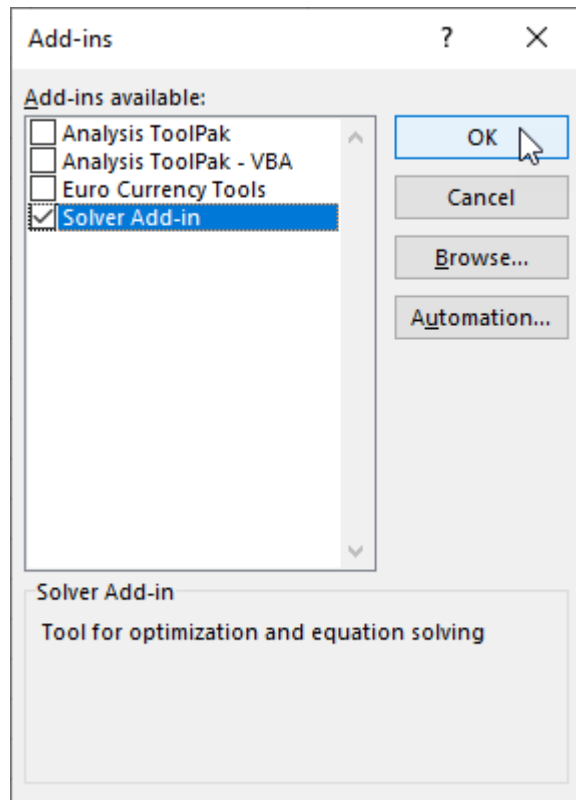 Add-ins
?
Add-ins available:
Analysis ToolPak
Analysis ToolPak - VBA
Euro Currency Tools
Solver Add-in
OK
Cancel
Browse...
Automation...
Solver Add-in
Tool for optimization and equation solving